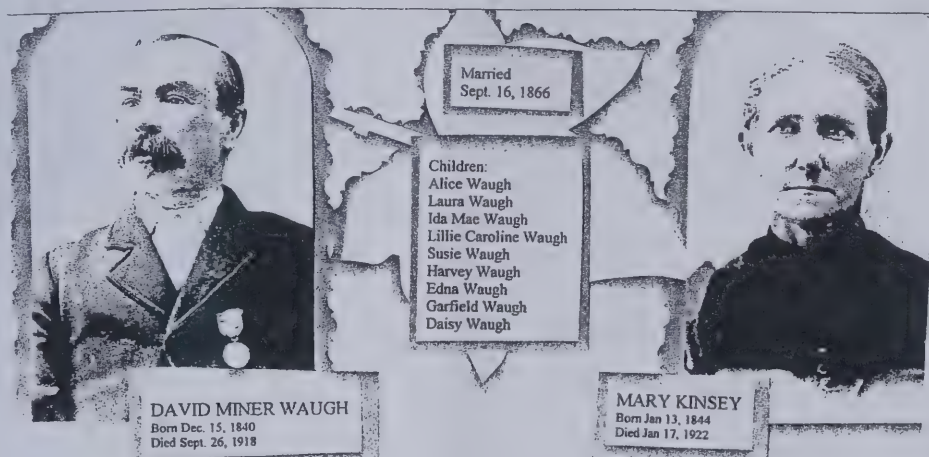 Married
Sept. 16, 1866
Children:
Alice Waugh
Laura Waugh
Ida Mae Waugh
Lillie Caroline Waugh
Susie Waugh
Harvey Waugh
Edna Waugh
Garfield Waugh
Daisy Waugh
DAVID MINER WAUGH
Born Dec. 15, 1840
Died Sept. 26, 1918
MARY KINSEY
Born Jan 13, 1844
Died Jan 17, 1922